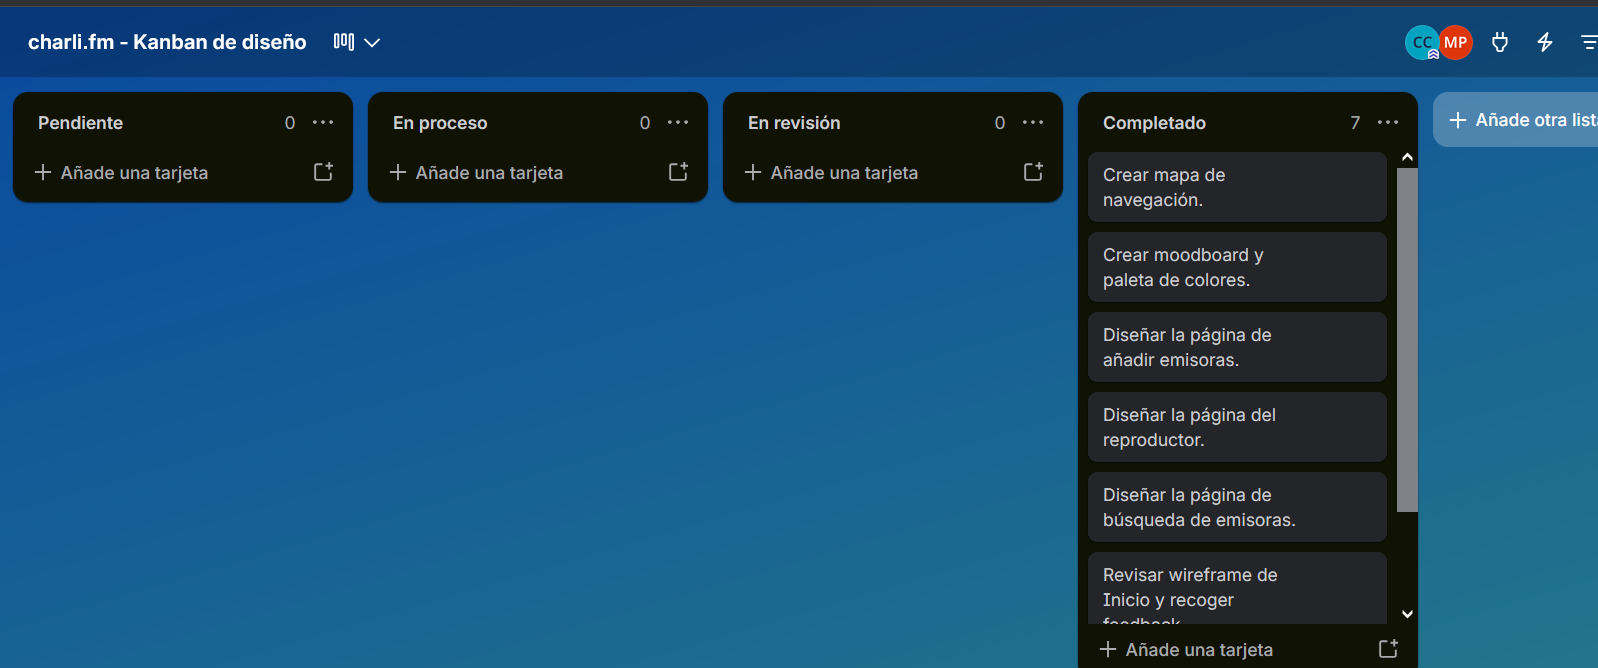 charli.fm - Kanban de diseño
CC MP
Pendiente 0
Añade una tarjeta
En proceso 0
Añade una tarjeta
En revisión 0
Añade una tarjeta
Completado 7
Crear mapa de
navegación.
Crear moodboard y
paleta de colores.
Diseñar la página de
añadir emisoras.
Diseñar la página del
reproductor.
Diseñar la página de
búsqueda de emisoras.
Revisar wireframe de
Inicio y recoger
feedback
Añade una tarjeta
Añade otra lista